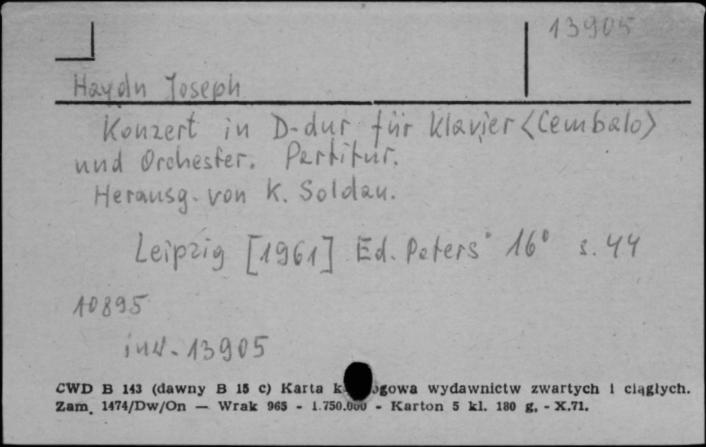 13905
Haydn Joseph
Konzert in D-dur für Klavier <Cembalo>
und Orchester. Partitur.
Herausg. von K. Soldan.
Leipzig [1961] Ed. Peters 16° s. 44
10895
inw. 13905
CWD B 143 (dawny B 15 c) Karta ogowa wydawnictw zwartych i ciągłych.
Zam. 1474/Dw/On — Wrak 965 - 1.750.000 - Karton 5 kl. 180 g. - X.71.